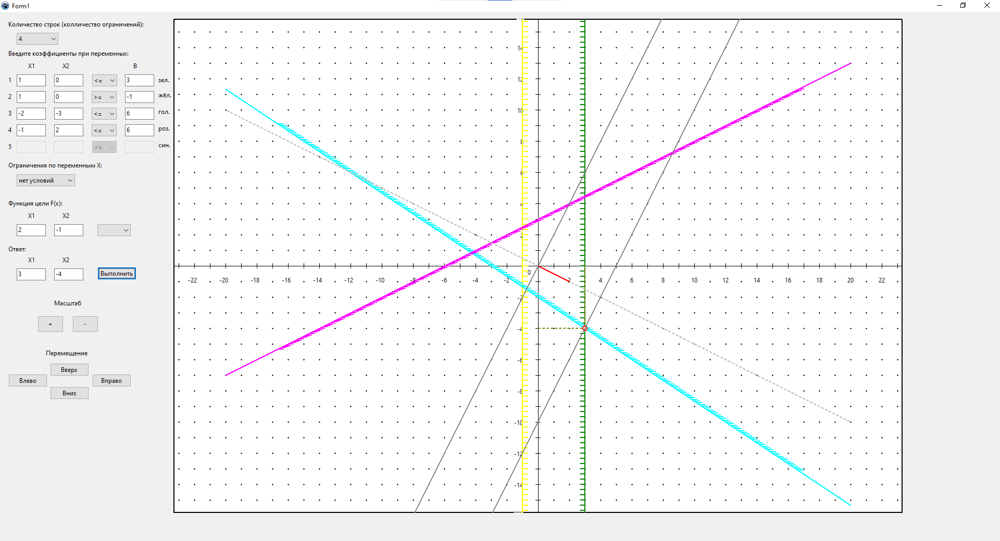 Form1
Количество строк (колличество ограничений):
4
Введите коэффициенты при переменных:
X1 X2 B
1 1 0 <= 3 зел.
2 1 0 >= -1 жёл.
3 -2 -3 <= 6 гол.
4 -1 2 <= 6 роз.
5 >= син.
Ограничения по переменным X:
нет условий
Функция цели F(x):
X1 X2
2 -1
Ответ:
X1 X2
3 -4 Выполнить
Масштаб
+ -
Перемещение
Вверх
Влево Вправо
Вниз
14
12
10
8
6
4
2
0
-22 -20 -18 -16 -14 -12 -10 -8 -6 -4 -2 2 4 6 8 10 12 14 16 18 20 22
-2
-4
-6
-8
-10
-12
-14